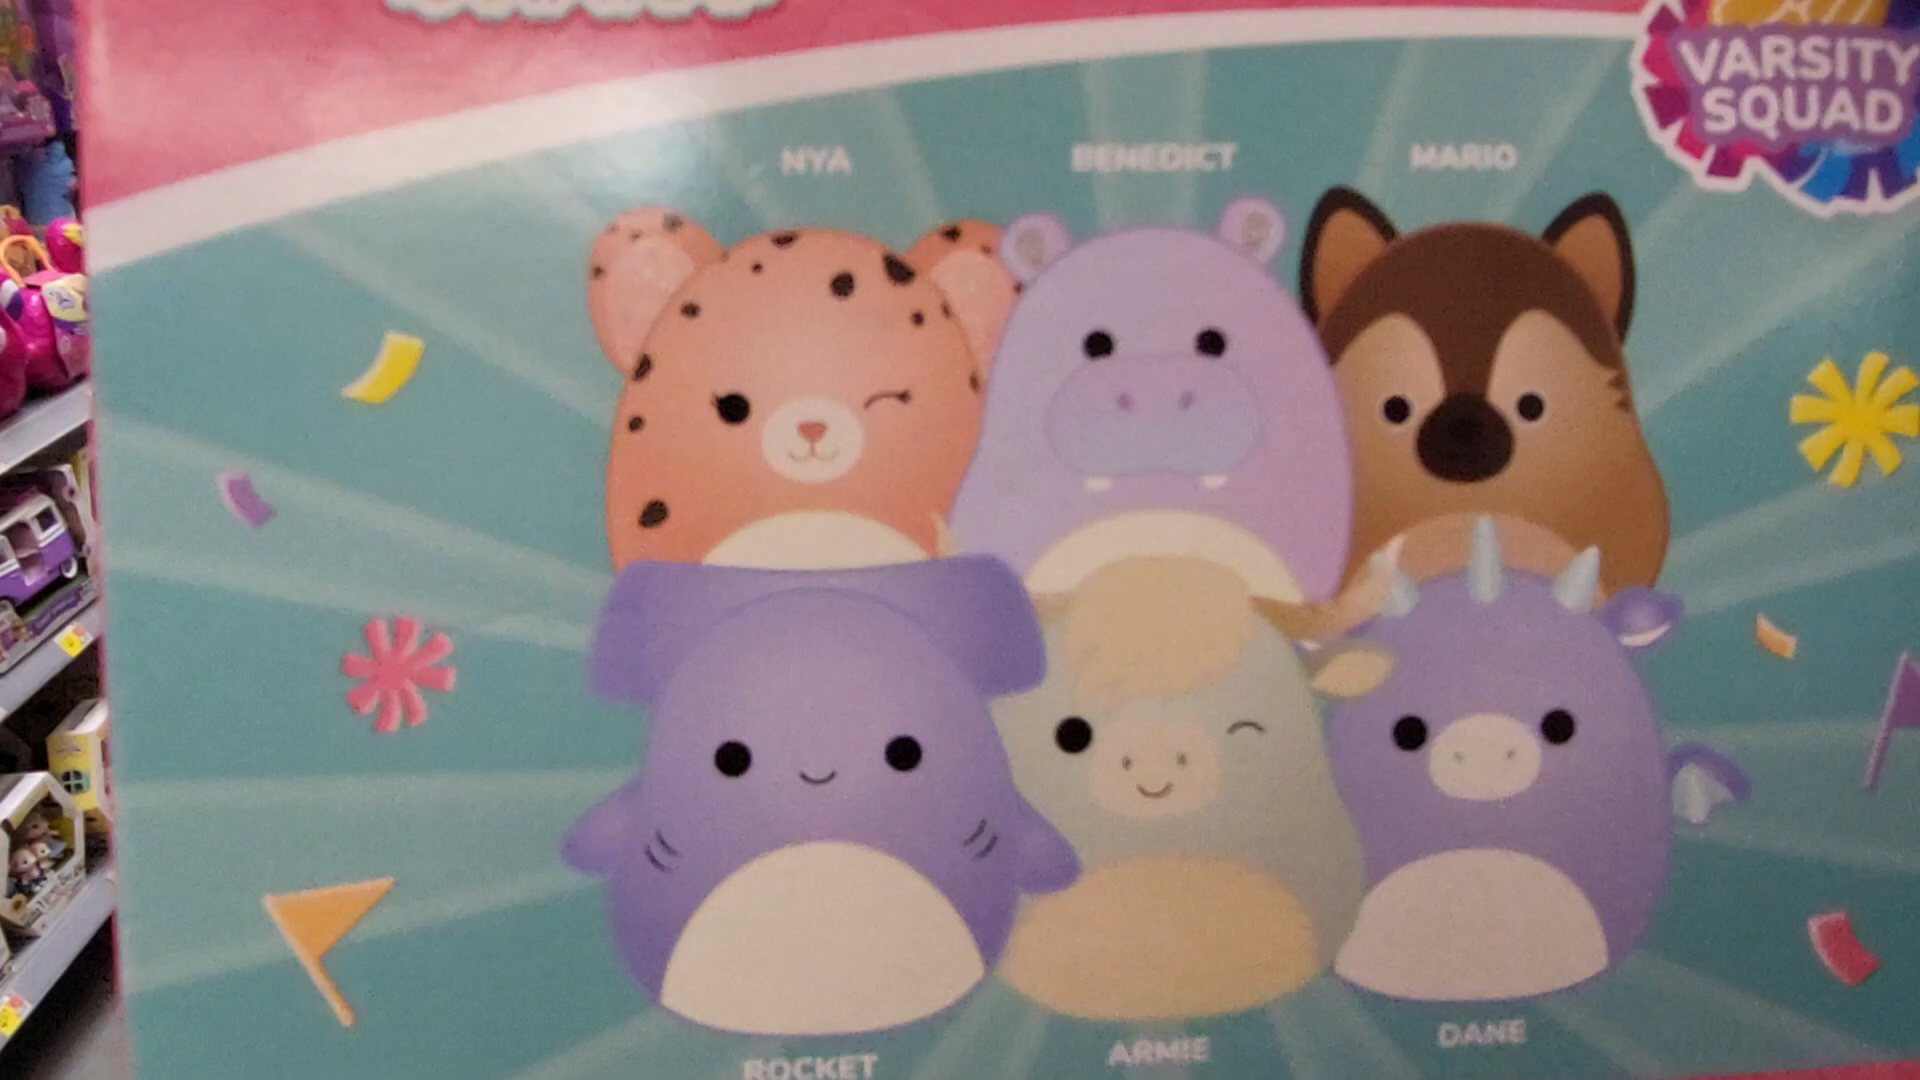 VARSITY
SQUAD
NYA BENEDICT MARIO
ROCKET ARMIE DANE